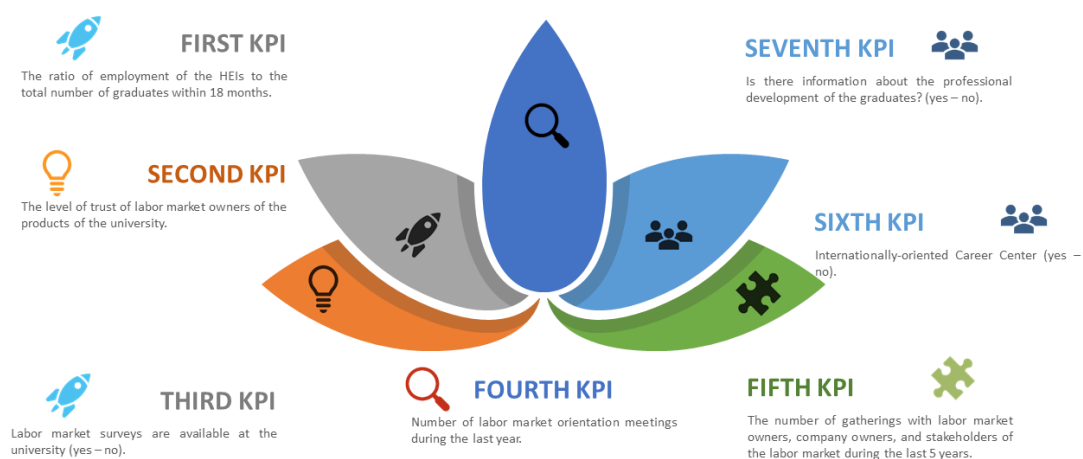 FIRST KPI
The ratio of employment of the HEIs to the
total number of graduates within 18 months.
SECOND KPI
The level of trust of labor market owners of the
products of the university.
THIRD KPI
Labor market surveys are available at the
university (yes – no).
FOURTH KPI
Number of labor market orientation meetings
during the last year.
FIFTH KPI
The number of gatherings with labor market
owners, company owners, and stakeholders of
the labor market during the last 5 years.
SIXTH KPI
Internationally-oriented Career Center (yes –
no).
SEVENTH KPI
Is there information about the professional
development of the graduates? (yes – no).